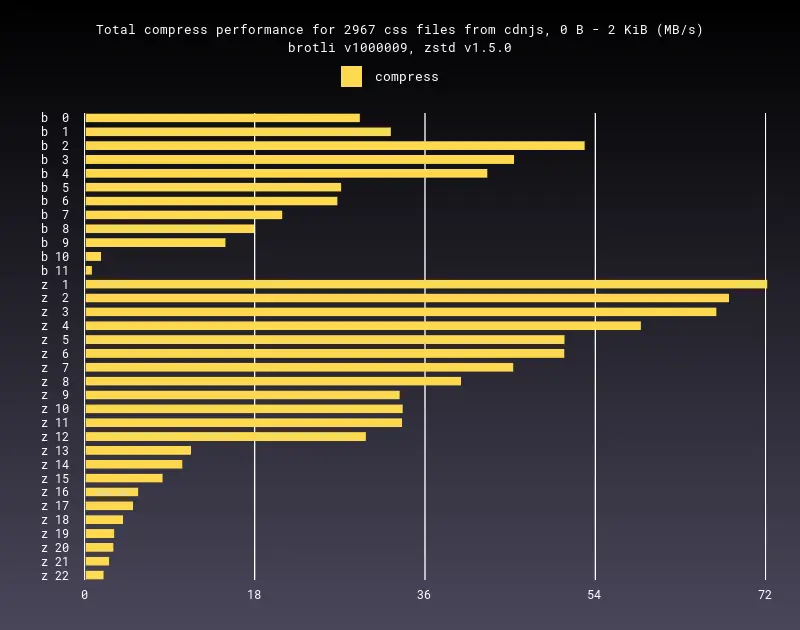 Total compress performance for 2967 css files from cdnjs, 0 B - 2 KiB (MB/s)
brotli v1000009, zstd v1.5.0
compress
b 0
b 1
b 2
b 3
b 4
b 5
b 6
b 7
b 8
b 9
b 10
b 11
z 1
z 2
z 3
z 4
z 5
z 6
z 7
z 8
z 9
z 10
z 11
z 12
z 13
z 14
z 15
z 16
z 17
z 18
z 19
z 20
z 21
z 22
0 18 36 54 72